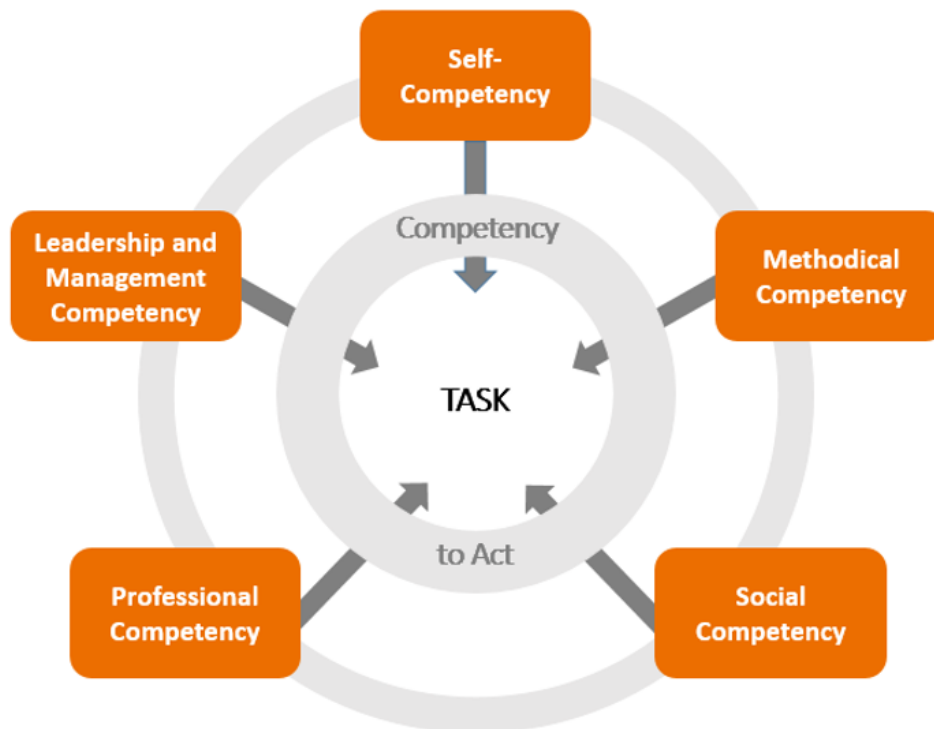 Self-
Competency
Leadership and
Management
Competency
Methodical
Competency
Competency
TASK
to Act
Professional
Competency
Social
Competency